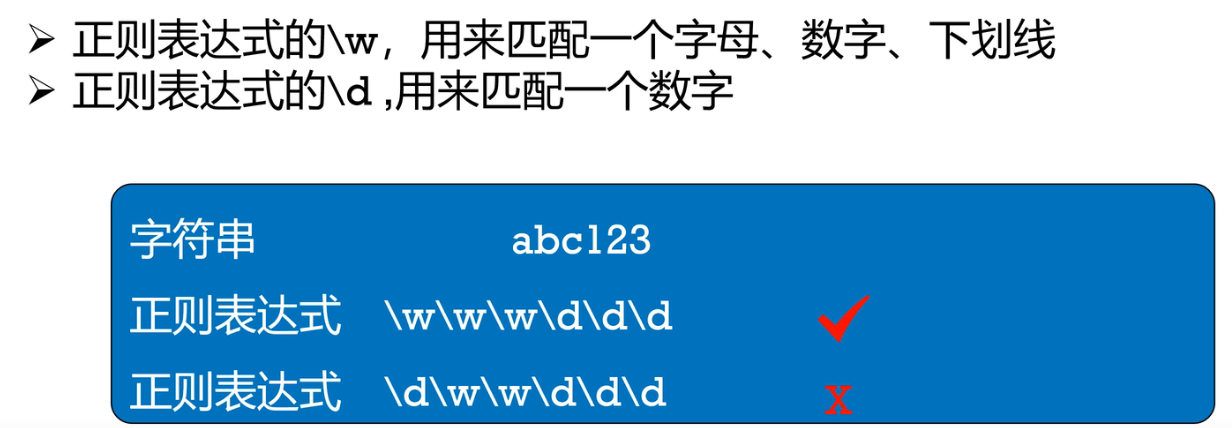 ➢ 正则表达式的\w，用来匹配一个字母、数字、下划线
➢ 正则表达式的\d ,用来匹配一个数字
字符串 abc123
正则表达式 \w\w\w\d\d\d ✓
正则表达式 \d\w\w\d\d\d x